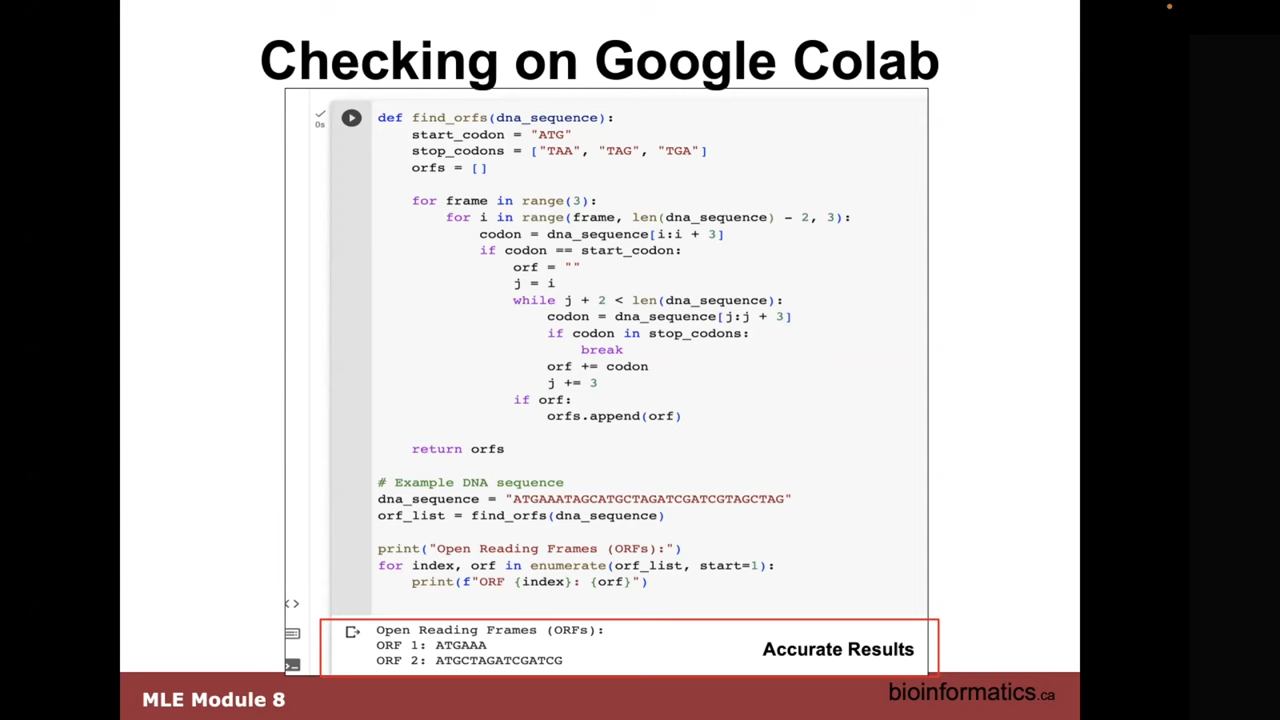 Checking on Google Colab
0s
def find_orfs(dna_sequence):
    start_codon = "ATG"
    stop_codons = ["TAA", "TAG", "TGA"]
    orfs = []
    for frame in range(3):
        for i in range(frame, len(dna_sequence) - 2, 3):
            codon = dna_sequence[i:i + 3]
            if codon == start_codon:
                orf = ""
                j = i
                while j + 2 < len(dna_sequence):
                    codon = dna_sequence[j:j + 3]
                    if codon in stop_codons:
                        break
                    orf += codon
                    j += 3
                if orf:
                    orfs.append(orf)
    return orfs
# Example DNA sequence
dna_sequence = "ATGAAATAGCATGCTAGATCGATCGTAGCTAG"
orf_list = find_orfs(dna_sequence)
print("Open Reading Frames (ORFs):")
for index, orf in enumerate(orf_list, start=1):
    print(f"ORF {index}: {orf}")
Open Reading Frames (ORFs):
ORF 1: ATGAAA
ORF 2: ATGCTAGATCGATCG
Accurate Results
MLE Module 8
bioinformatics.ca